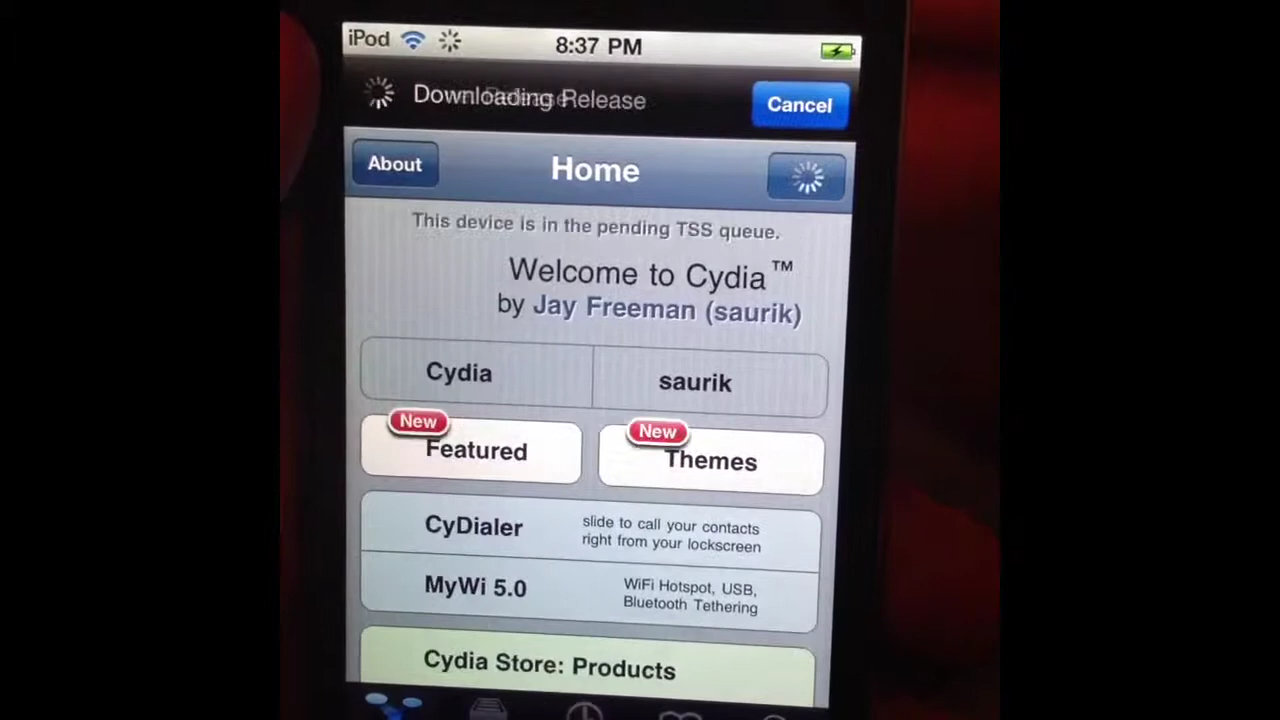 iPod 8:37 PM
Downloading Release Cancel
About Home
This device is in the pending TSS queue.
Welcome to Cydia™
by Jay Freeman (saurik)
Cydia saurik
New New
Featured Themes
CyDialer slide to call your contacts
right from your lockscreen
MyWi 5.0 WiFi Hotspot, USB,
Bluetooth Tethering
Cydia Store: Products